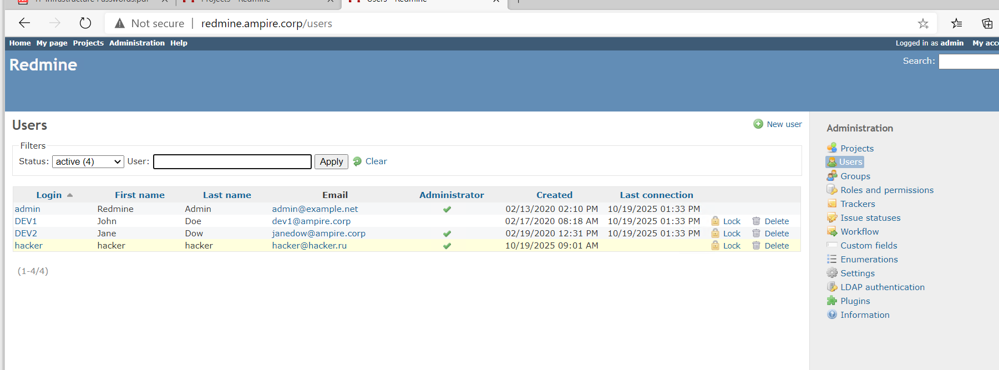 Not secure | redmine.ampire.corp/users
Home My page Projects Administration Help Logged in as admin
Redmine
Search:
Users
New user
Filters
Status: active (4) User: Apply Clear
Login First name Last name Email Administrator Created Last connection
admin Redmine Admin admin@example.net 02/13/2020 02:10 PM 10/19/2025 01:33 PM
DEV1 John Doe dev1@ampire.corp 02/17/2020 08:18 AM 10/19/2025 01:33 PM Lock Delete
DEV2 Jane Dow janedow@ampire.corp 02/19/2020 12:31 PM 10/19/2025 01:33 PM Lock Delete
hacker hacker hacker hacker@hacker.ru 10/19/2025 09:01 AM Lock Delete
(1-4/4)
Administration
Projects
Users
Groups
Roles and permissions
Trackers
Issue statuses
Workflow
Custom fields
Enumerations
Settings
LDAP authentication
Plugins
Information